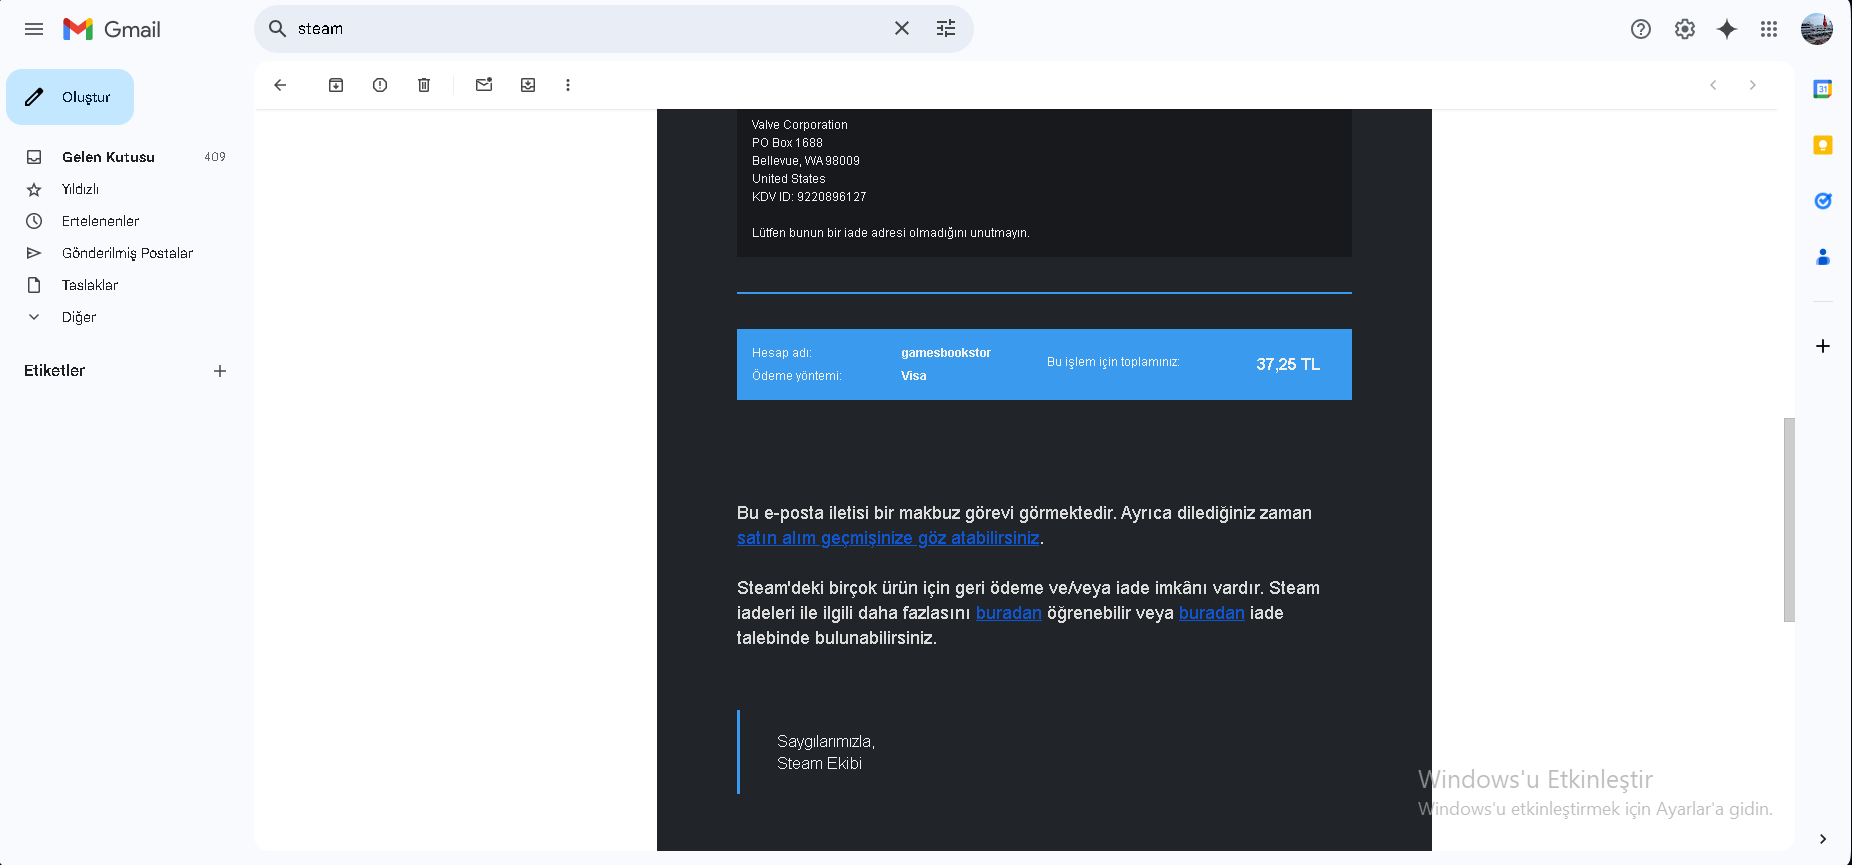 Gmail
steam
Oluştur
Gelen Kutusu 409
Yıldızlı
Ertelenenler
Gönderilmiş Postalar
Taslaklar
Diğer
Etiketler
31
Valve Corporation
PO Box 1688
Bellevue, WA 98009
United States
KDV ID: 9220896127
Lütfen bunun bir iade adresi olmadığını unutmayın.
Hesap adı: gamesbookstor
Ödeme yöntemi: Visa
Bu işlem için toplamınız: 37,25 TL
Bu e-posta iletisi bir makbuz görevi görmektedir. Ayrıca dilediğiniz zaman
satın alım geçmişinize göz atabilirsiniz.
Steam'deki birçok ürün için geri ödeme ve/veya iade imkânı vardır. Steam
iadeleri ile ilgili daha fazlasını buradan öğrenebilir veya buradan iade
talebinde bulunabilirsiniz.
Saygılarımızla,
Steam Ekibi
Windows'u Etkinleştir
Windows'u etkinleştirmek için Ayarlar'a gidin.